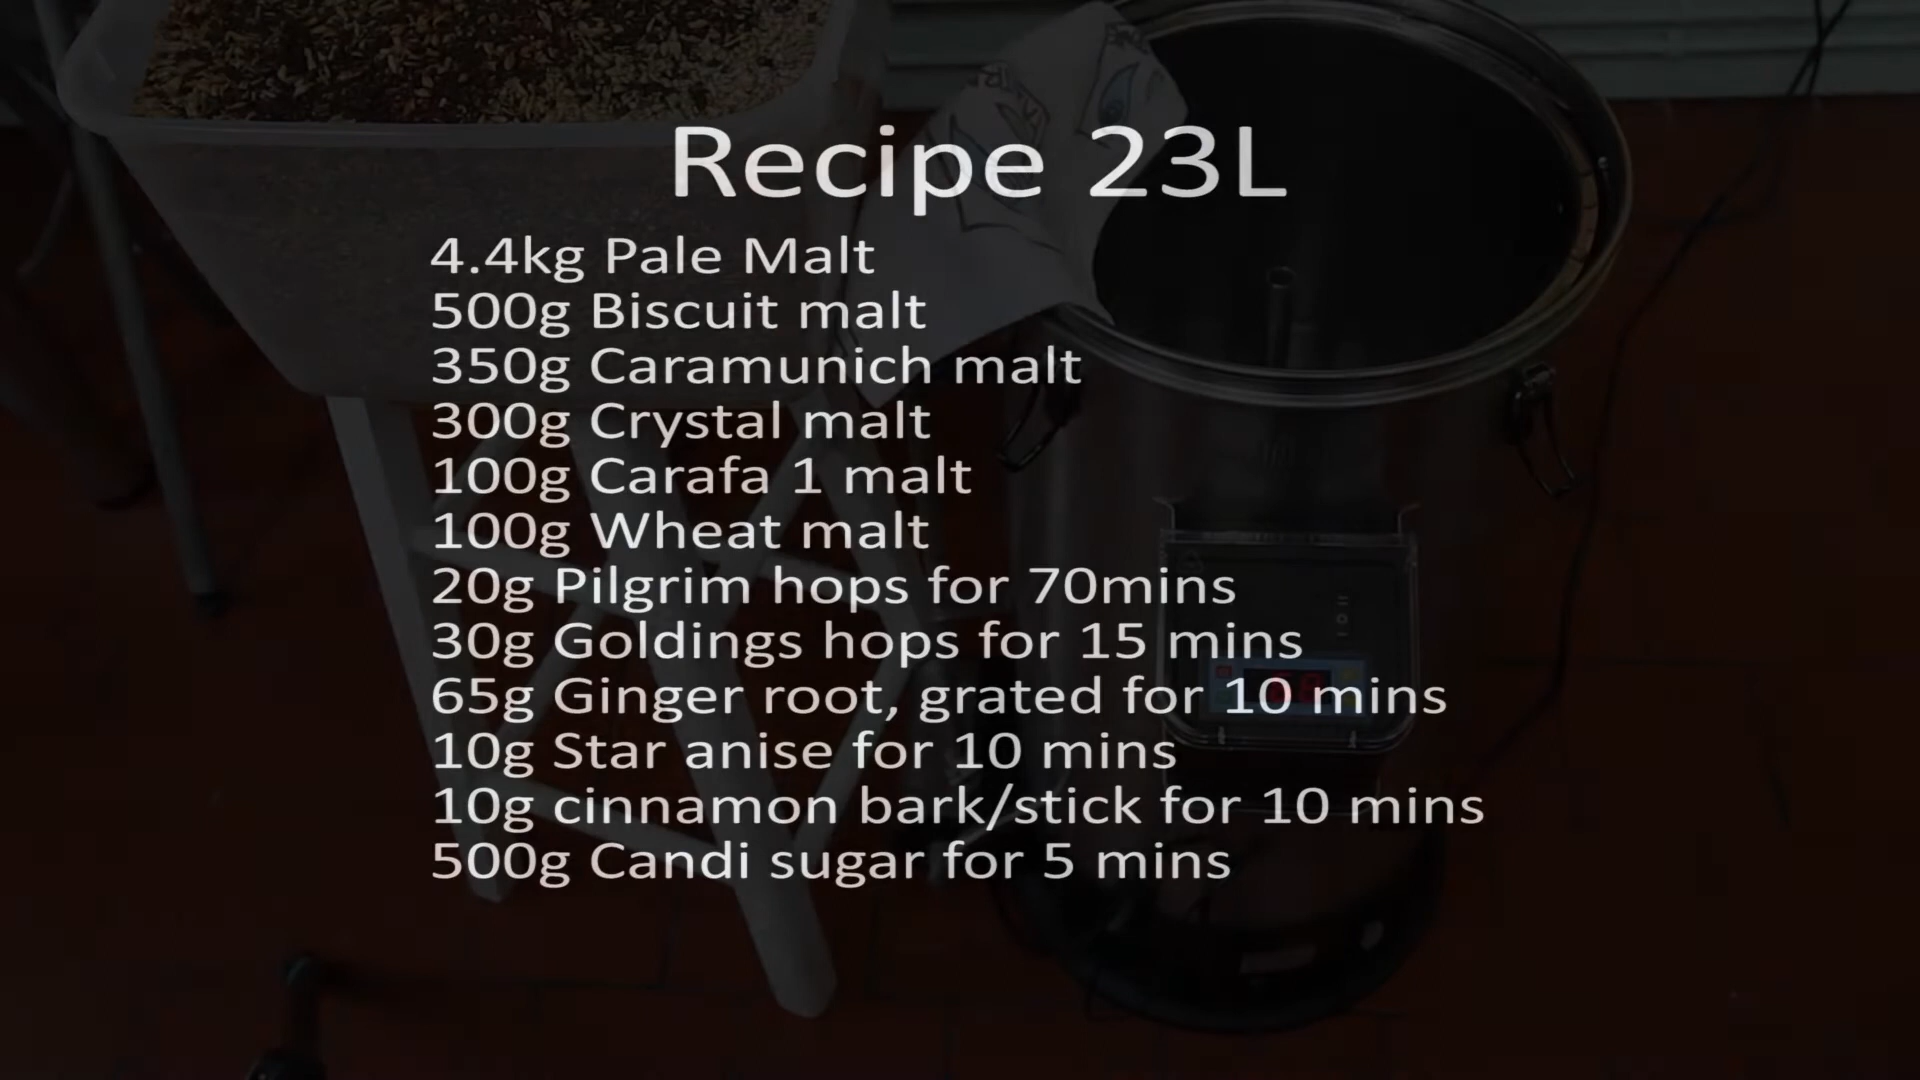 Recipe 23L
4.4kg Pale Malt
500g Biscuit malt
350g Caramunich malt
300g Crystal malt
100g Carafa 1 malt
100g Wheat malt
20g Pilgrim hops for 70mins
30g Goldings hops for 15 mins
65g Ginger root, grated for 10 mins
10g Star anise for 10 mins
10g cinnamon bark/stick for 10 mins
500g Candi sugar for 5 mins